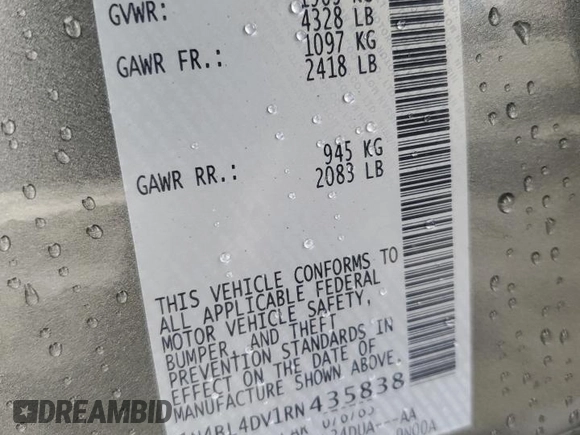 GVWR:
4328 LB
1097 KG
GAWR FR.:
2418 LB
945 KG
GAWR RR.:
2083 LB
THIS VEHICLE CONFORMS TO
ALL APPLICABLE FEDERAL
MOTOR VEHICLE SAFETY,
BUMPER, AND THEFT
PREVENTION STANDARDS IN
EFFECT ON THE DATE OF
MANUFACTURE SHOWN ABOVE.
N4BL4DV1RN435838
©REALCARBIDS